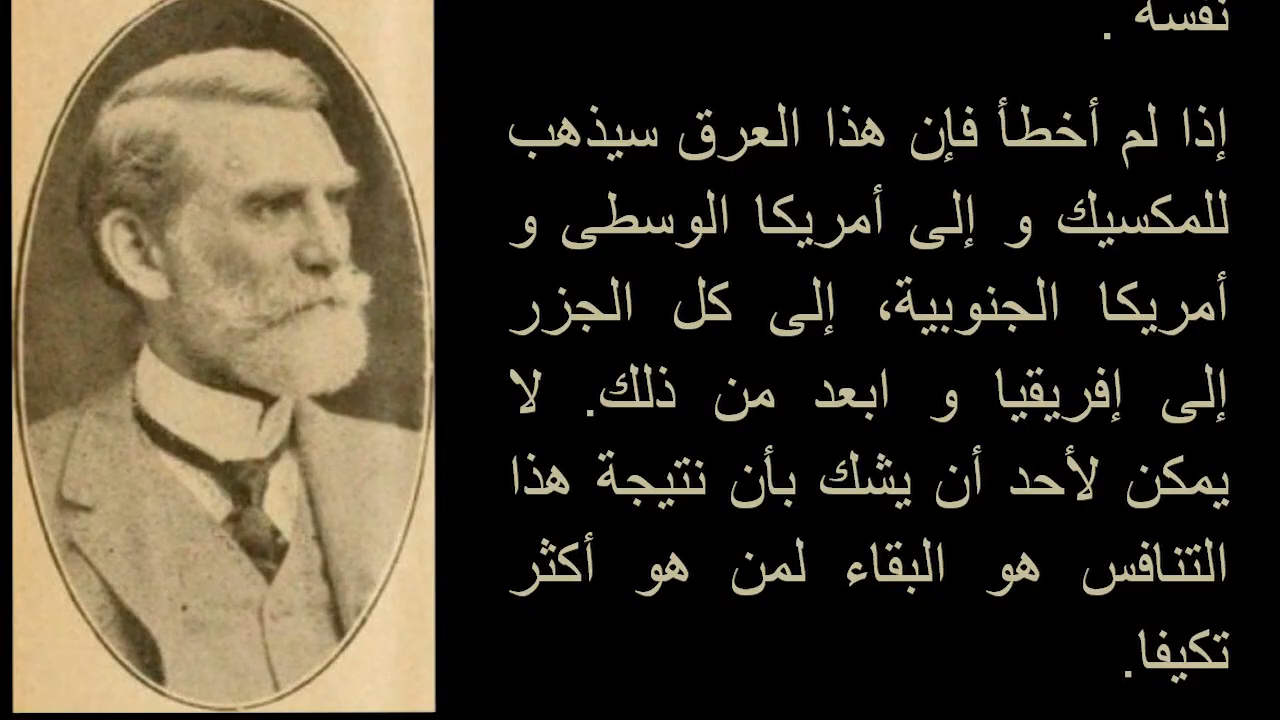 نفسه .
إذا لم أخطأ فإن هذا العرق سيذهب
للمكسيك و إلى أمريكا الوسطى و
أمريكا الجنوبية، إلى كل الجزر
إلى إفريقيا و ابعد من ذلك. لا
يمكن لأحد أن يشك بأن نتيجة هذا
التنافس هو البقاء لمن هو أكثر
تكيفا.